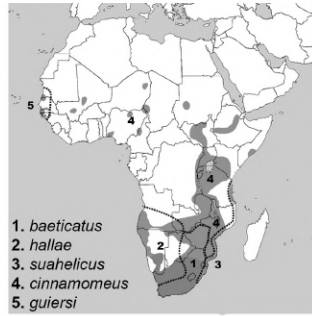 5
4
4
4
2
1
3
1. baeticatus
2. hallae
3. suahelicus
4. cinnamomeus
5. guiersi